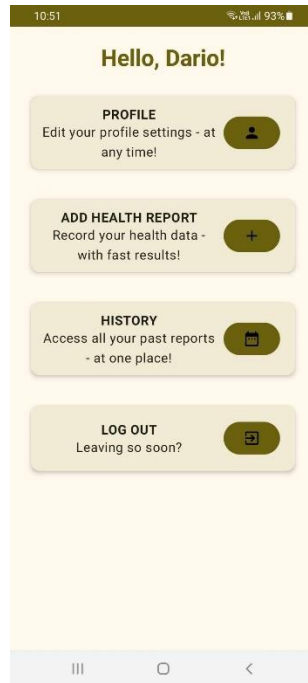 10:51
93%
Hello, Dario!
PROFILE
Edit your profile settings - at
any time!
ADD HEALTH REPORT
Record your health data -
with fast results!
HISTORY
Access all your past reports
- at one place!
LOG OUT
Leaving so soon?